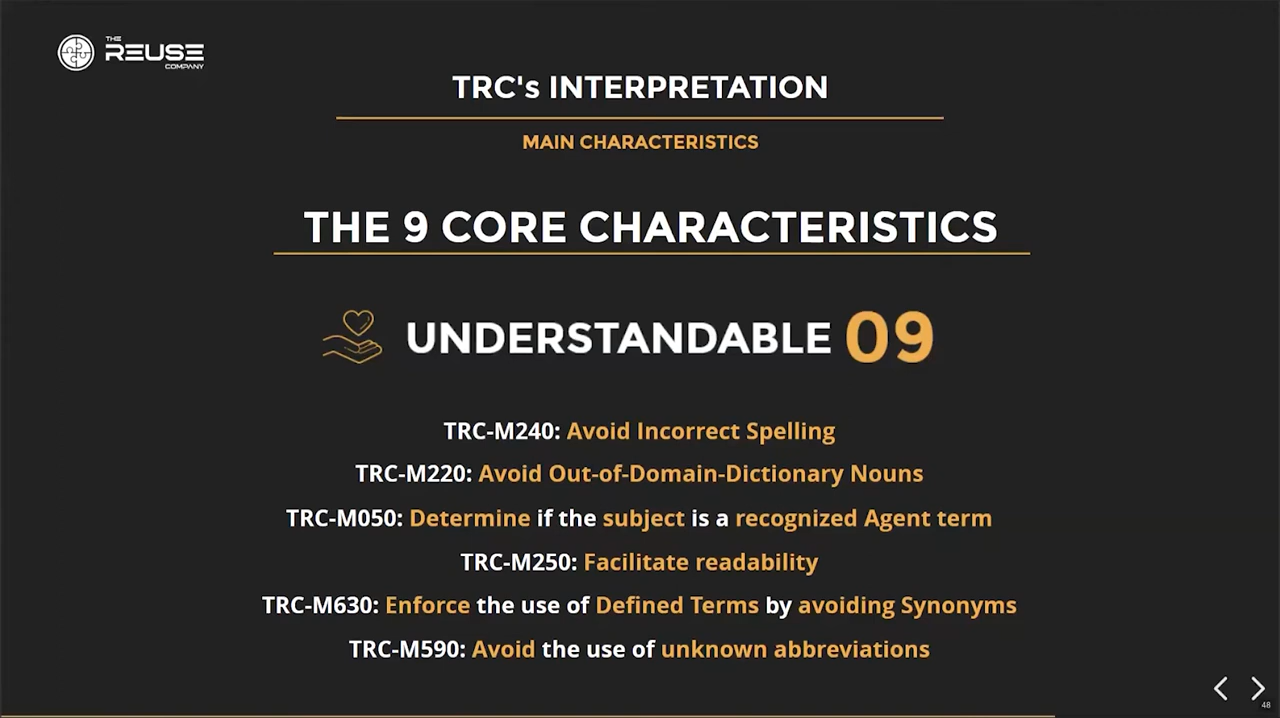 THE
REUSE
COMPANY
TRC's INTERPRETATION
MAIN CHARACTERISTICS
THE 9 CORE CHARACTERISTICS
UNDERSTANDABLE 09
TRC-M240: Avoid Incorrect Spelling
TRC-M220: Avoid Out-of-Domain-Dictionary Nouns
TRC-M050: Determine if the subject is a recognized Agent term
TRC-M250: Facilitate readability
TRC-M630: Enforce the use of Defined Terms by avoiding Synonyms
TRC-M590: Avoid the use of unknown abbreviations
48